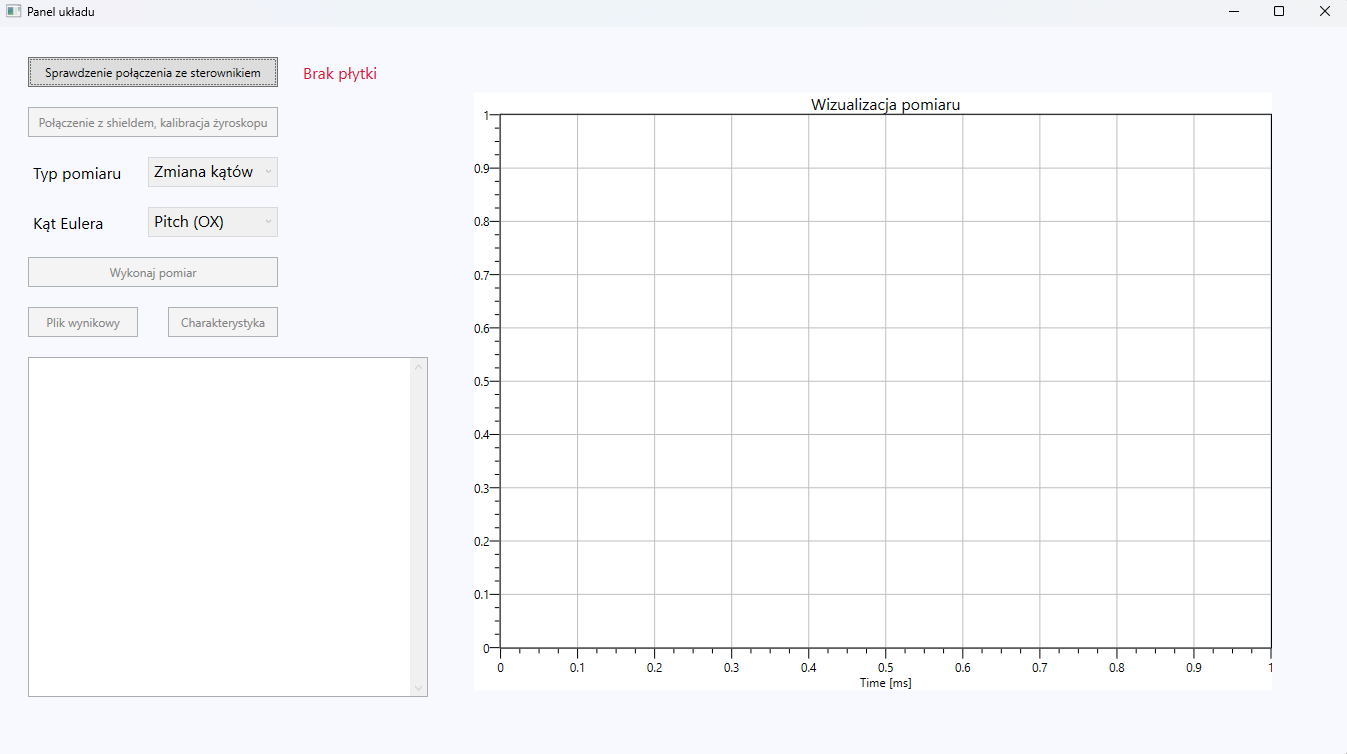 Panel układu
Sprawdzenie połączenia ze sterownikiem
Brak płytki
Połączenie z shieldem, kalibracja żyroskopu
Typ pomiaru
Zmiana kątów
Kąt Eulera
Pitch (OX)
Wykonaj pomiar
Plik wynikowy
Charakterystyka
Wizualizacja pomiaru
1
0.9
0.8
0.7
0.6
0.5
0.4
0.3
0.2
0.1
0
0 0.1 0.2 0.3 0.4 0.5 0.6 0.7 0.8 0.9 1
Time [ms]